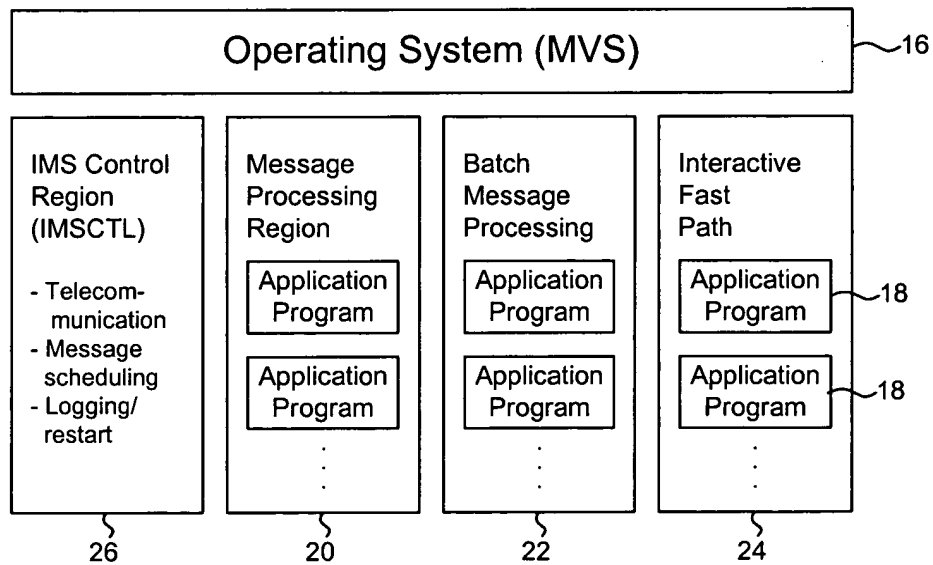 Operating System (MVS)
16
IMS Control
Region
(IMSCTL)
- Telecom-
munication
- Message
scheduling
- Logging/
restart
26
Message
Processing
Region
Application
Program
Application
Program
20
Batch
Message
Processing
Application
Program
Application
Program
22
Interactive
Fast
Path
Application
Program
18
Application
Program
18
24